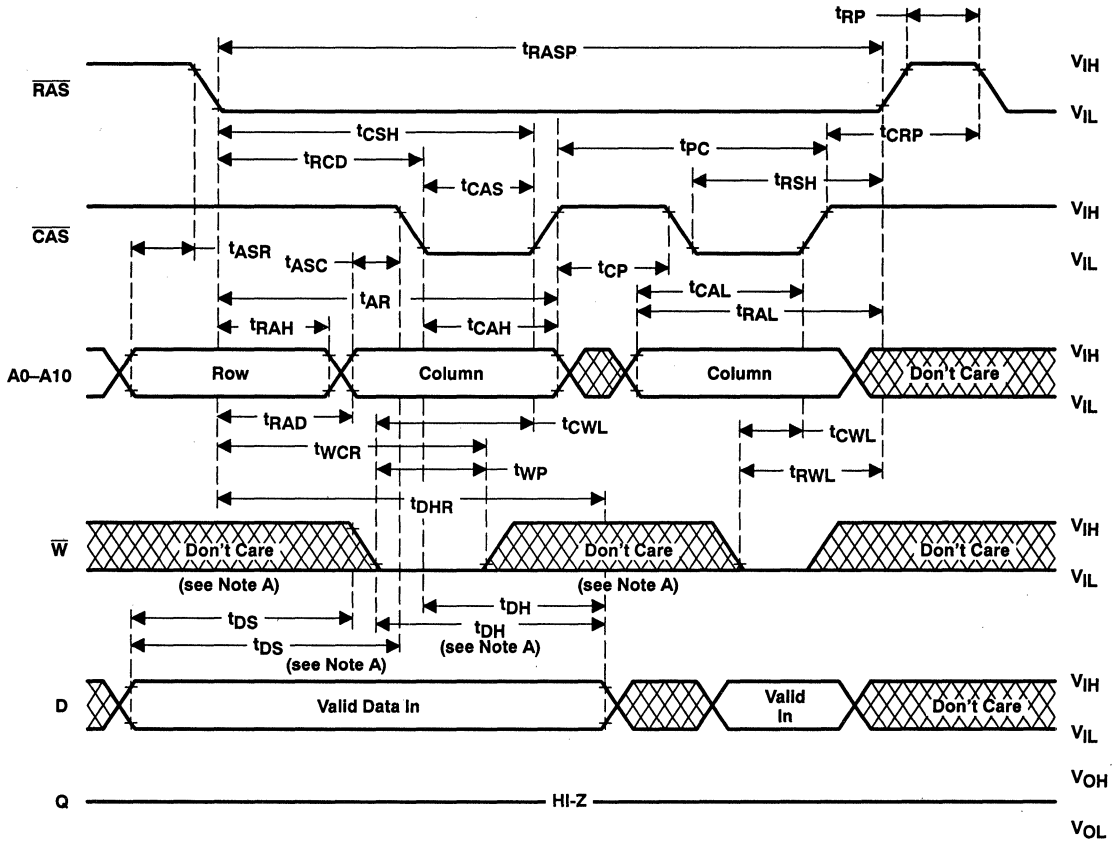 tRP
tRASP
RAS
VIH
VIL
tCSH
tCRP
tPC
tRCD
tRSH
tCAS
CAS
VIH
VIL
tASR
tASC
tCP
tCAL
tAR
tRAL
tRAH
tCAH
A0–A10
Row
Column
Column
Don't Care
VIH
VIL
tRAD
tCWL
tCWL
tWCR
tWP
tRWL
tDHR
W
Don't Care
(see Note A)
Don't Care
(see Note A)
Don't Care
VIH
VIL
tDH
tDS
tDH
(see Note A)
tDS
(see Note A)
D
Valid Data In
Valid
In
Don't Care
VIH
VIL
VOH
Q
HI-Z
VOL